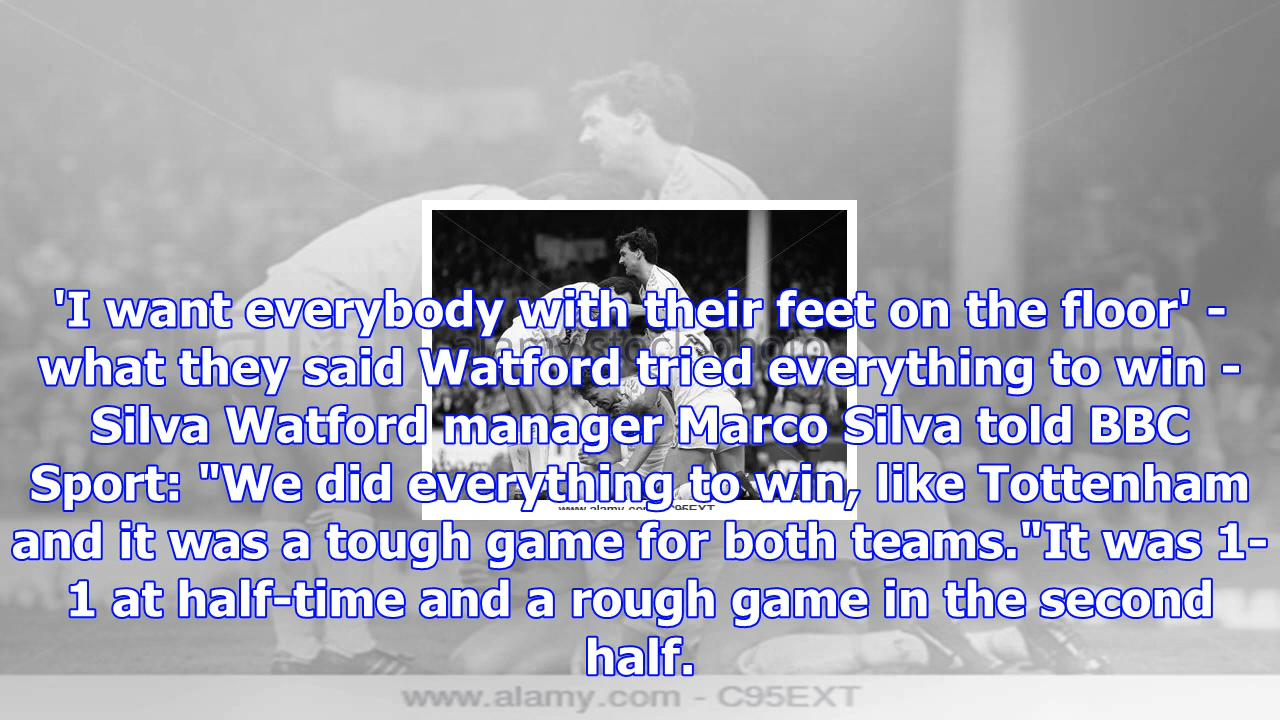 'I want everybody with their feet on the floor' -
what they said Watford tried everything to win -
Silva Watford manager Marco Silva told BBC
Sport: "We did everything to win, like Tottenham
and it was a tough game for both teams."It was 1-
1 at half-time and a rough game in the second
half.
www.alamy.com - C95EXT